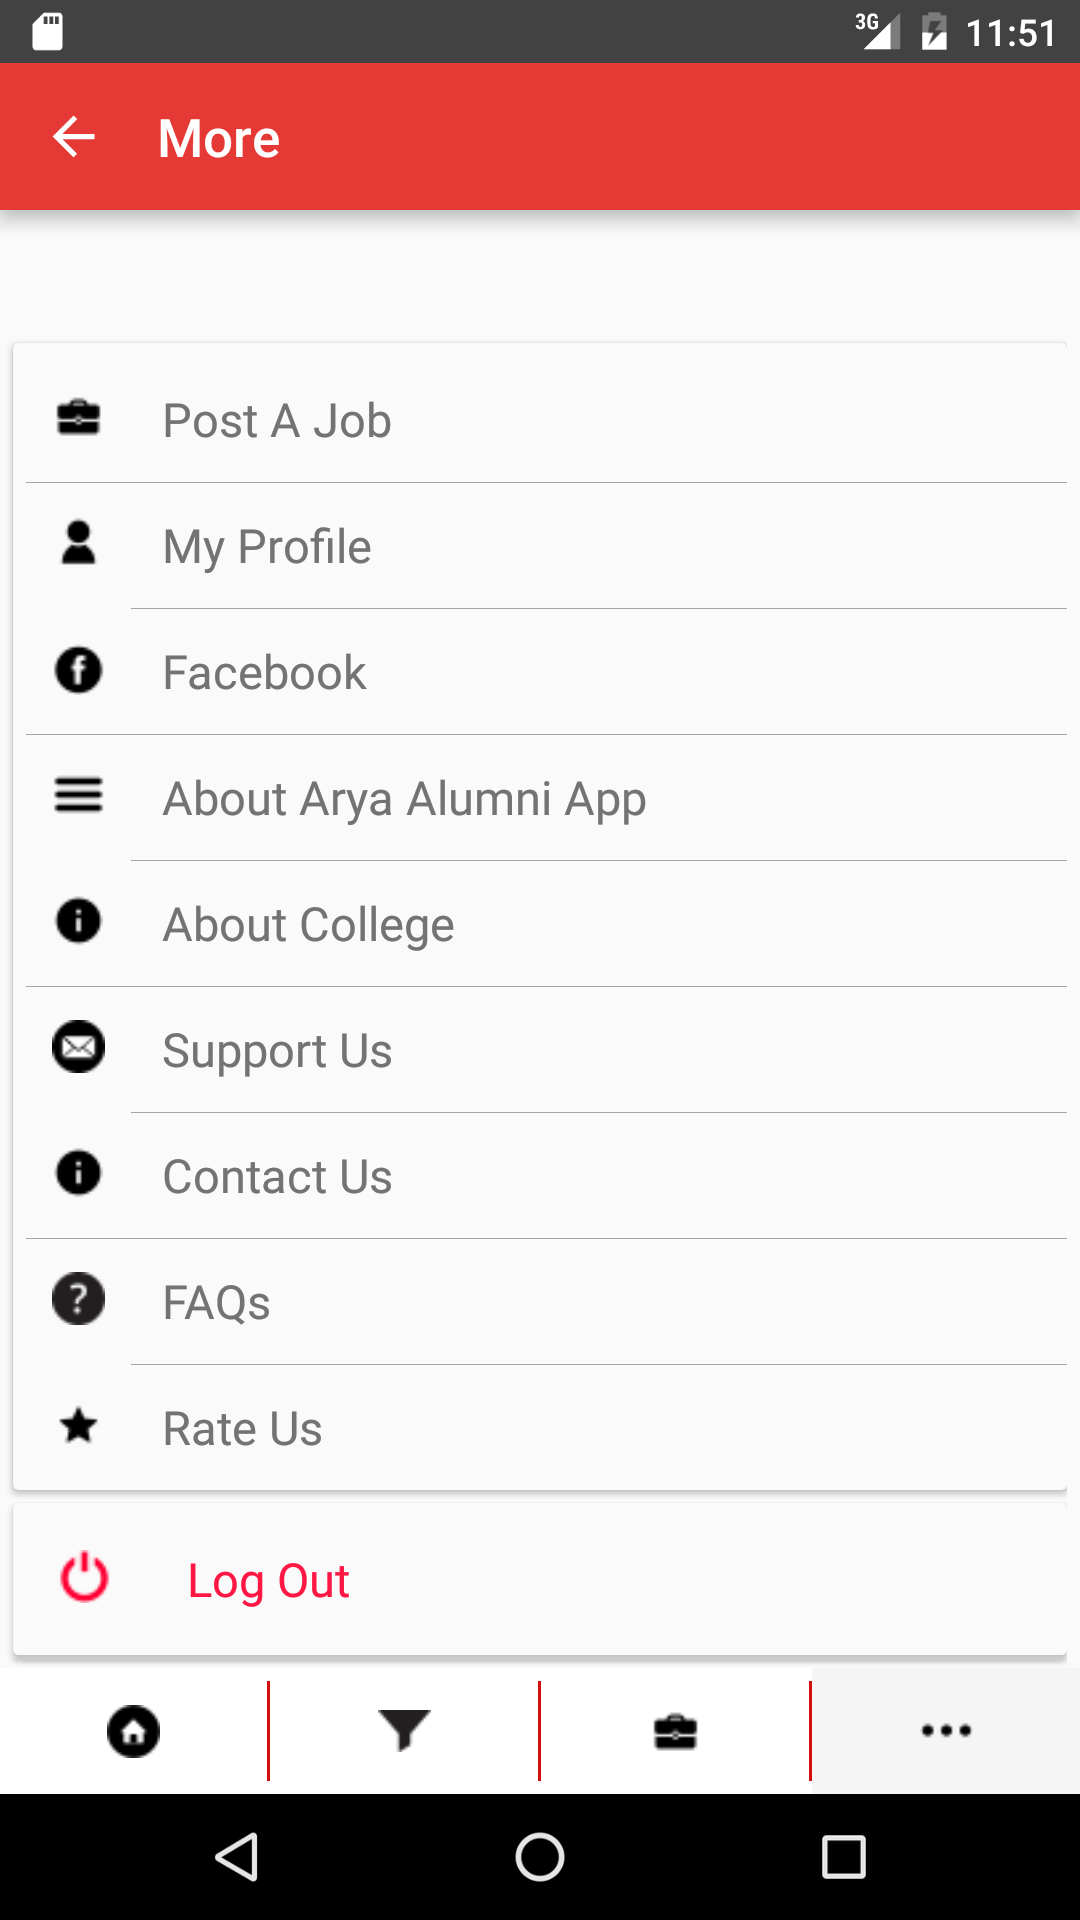 3G 11:51
More
Post A Job
My Profile
Facebook
About Arya Alumni App
About College
Support Us
Contact Us
FAQs
Rate Us
Log Out